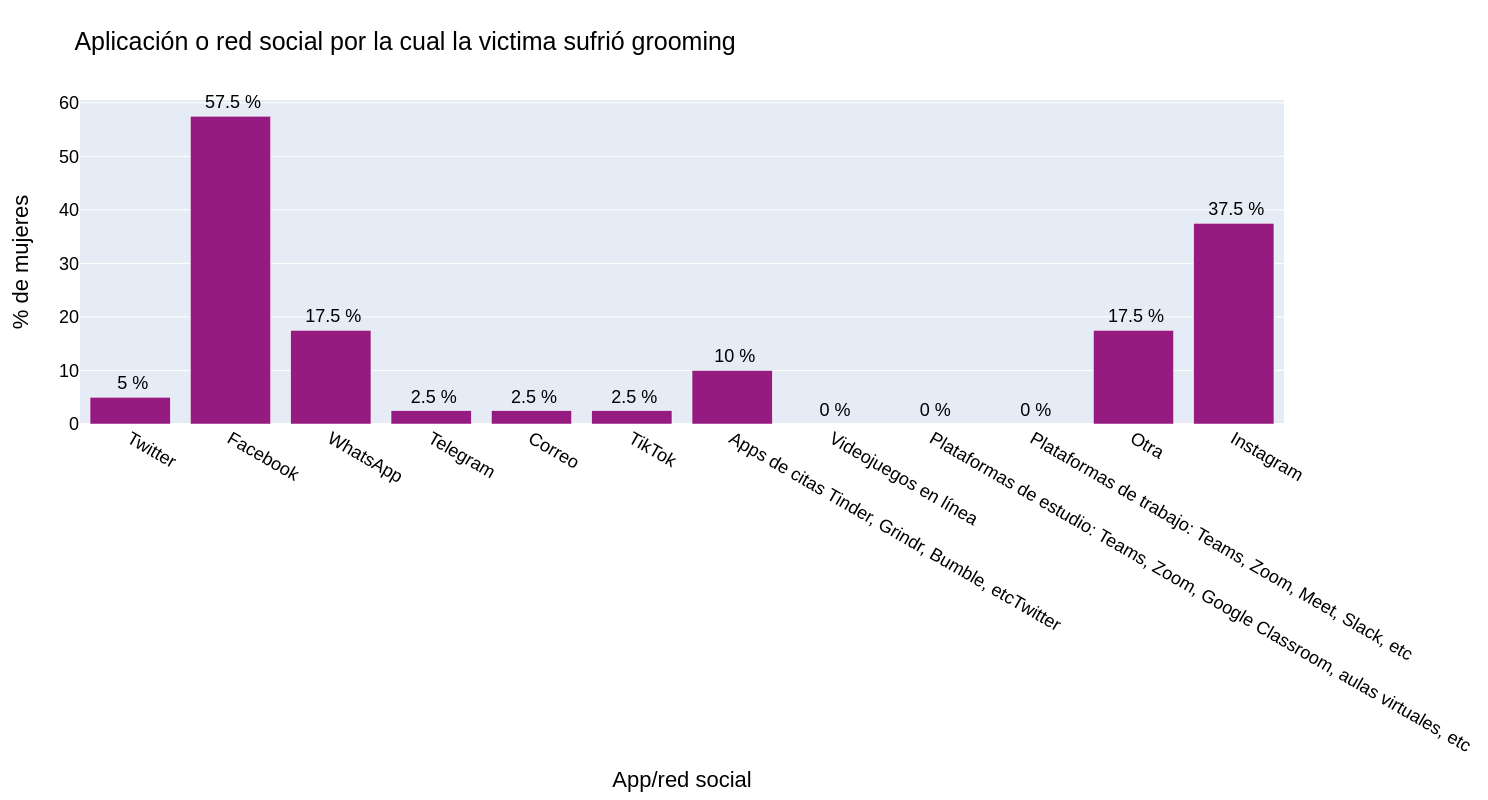 Aplicación o red social por la cual la victima sufrió grooming
% de mujeres
60
50
40
30
20
10
0
5 %
57.5 %
17.5 %
2.5 %
2.5 %
2.5 %
10 %
0 %
0 %
0 %
17.5 %
37.5 %
Twitter
Facebook
WhatsApp
Telegram
Correo
TikTok
Apps de citas Tinder, Grindr, Bumble, etcTwitter
Videojuegos en línea
Plataformas de estudio: Teams, Zoom, Google Classroom, aulas virtuales, etc
Plataformas de trabajo: Teams, Zoom, Meet, Slack, etc
Otra
Instagram
App/red social